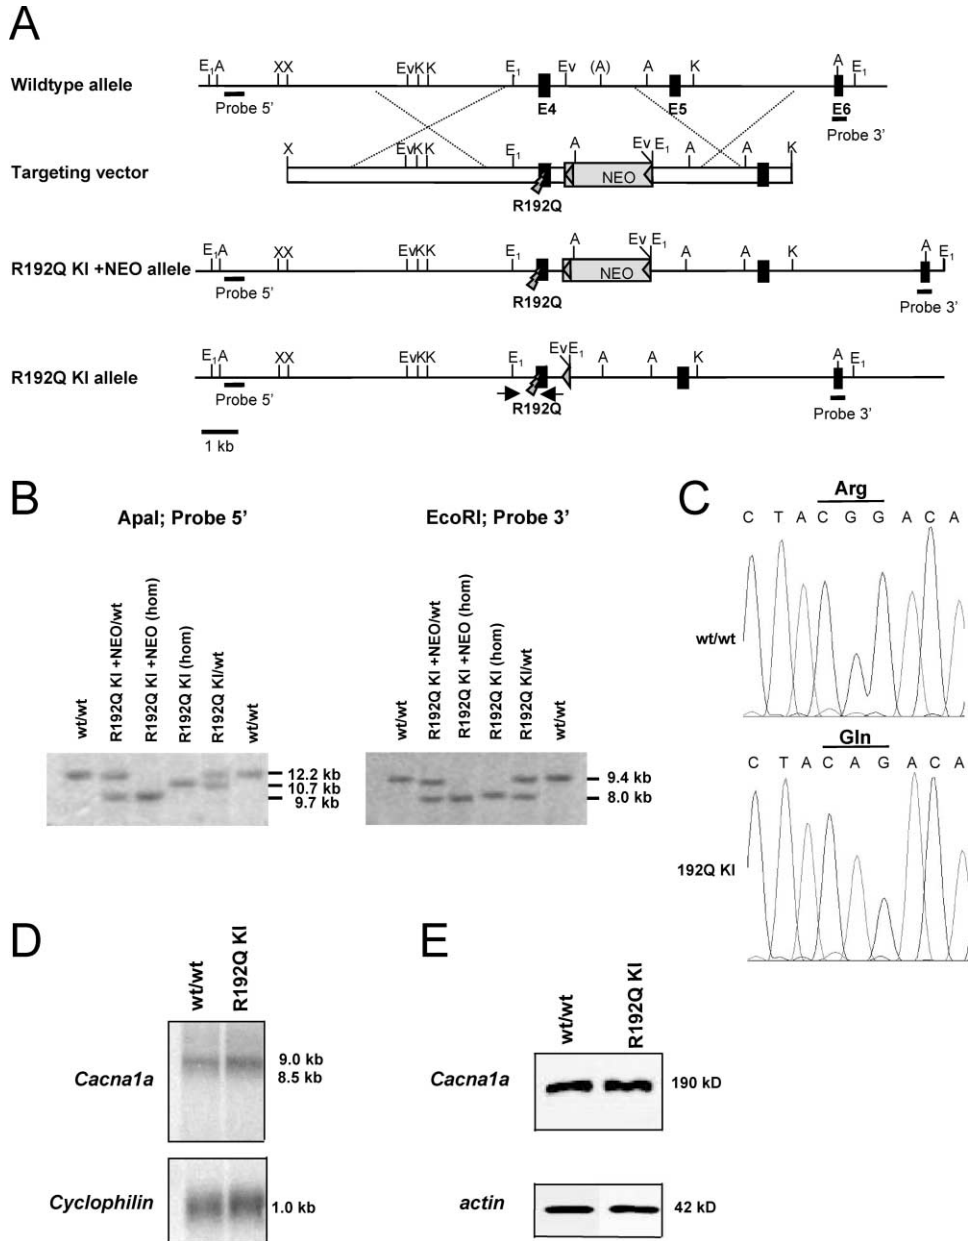 A
E₁ A XX Ev K K E₁ Ev (A) A K A E₁
Wildtype allele
E4 E5 E6
Probe 5' Probe 3'
X Ev K K E₁ A Ev E₁ A A K
Targeting vector
NEO
R192Q
E₁ A XX Ev K K E₁ A Ev E₁ A A K A E₁
R192Q KI +NEO allele
NEO
Probe 5' R192Q Probe 3'
E₁ A XX Ev K K E₁ Ev E₁ A A K A E₁
R192Q KI allele
Probe 5' R192Q Probe 3'
1 kb
B
ApaI; Probe 5'
wt/wt
R192Q KI +NEO/wt
R192Q KI +NEO (hom)
R192Q KI (hom)
R192Q KI/wt
wt/wt
12.2 kb
10.7 kb
9.7 kb
EcoRI; Probe 3'
wt/wt
R192Q KI +NEO/wt
R192Q KI +NEO (hom)
R192Q KI (hom)
R192Q KI/wt
wt/wt
9.4 kb
8.0 kb
C
Arg
C T A C G G A C A
wt/wt
Gln
C T A C A G A C A
192Q KI
D
wt/wt
R192Q KI
Cacna1a
9.0 kb
8.5 kb
Cyclophilin
1.0 kb
E
wt/wt
R192Q KI
Cacna1a
190 kD
actin
42 kD